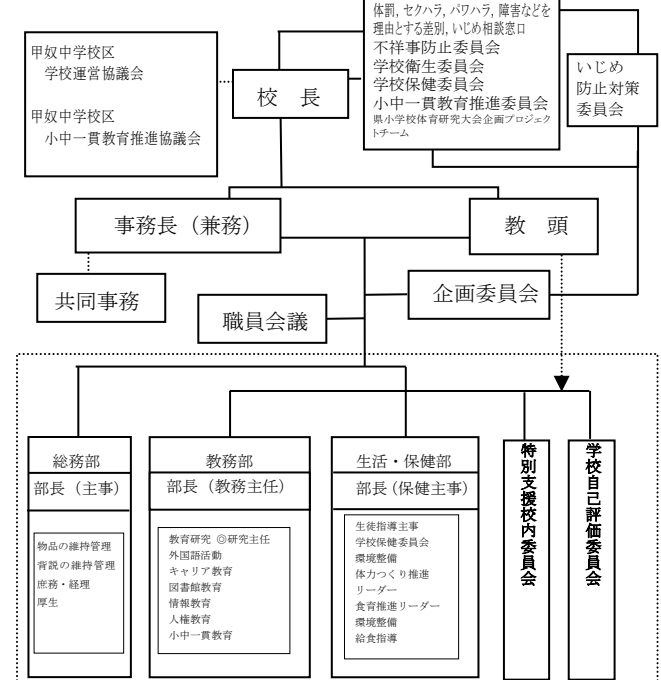 体罰, セクハラ, パワハラ, 障害などを
理由とする差別, いじめ相談窓口
不祥事防止委員会
学校衛生委員会
学校保健委員会
小中一貫教育推進委員会
県小学校体育研究大会企画プロジェク
トチーム
甲奴中学校区
学校運営協議会
甲奴中学校区
小中一貫教育推進協議会
校 長
いじめ
防止対策
委員会
事務長（兼務）
教 頭
共同事務
職員会議
企画委員会
総務部
部長（主事）
物品の維持管理
背説の維持管理
庶務・経理
厚生
教務部
部長（教務主任）
教育研究 ◎研究主任
外国語活動
キャリア教育
図書館教育
情報教育
人権教育
小中一貫教育
生活・保健部
部長（保健主事）
生徒指導主事
学校保健委員会
環境整備
体力つくり推進
リーダー
食育推進リーダー
環境整備
給食指導
特別支援校内委員会
学校自己評価委員会